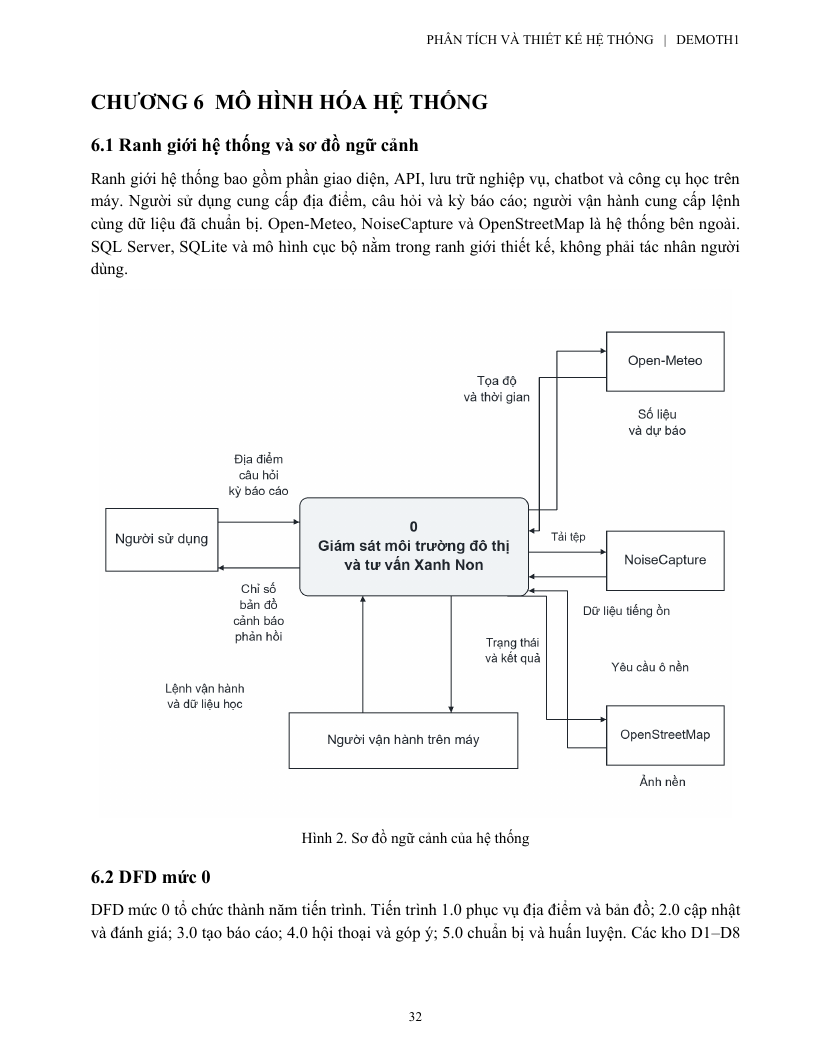 PHÂN TÍCH VÀ THIẾT KẾ HỆ THỐNG | DEMOTH1
CHƯƠNG 6 MÔ HÌNH HÓA HỆ THỐNG
6.1 Ranh giới hệ thống và sơ đồ ngữ cảnh
Ranh giới hệ thống bao gồm phần giao diện, API, lưu trữ nghiệp vụ, chatbot và công cụ học trên
máy. Người sử dụng cung cấp địa điểm, câu hỏi và kỳ báo cáo; người vận hành cung cấp lệnh
cùng dữ liệu đã chuẩn bị. Open-Meteo, NoiseCapture và OpenStreetMap là hệ thống bên ngoài.
SQL Server, SQLite và mô hình cục bộ nằm trong ranh giới thiết kế, không phải tác nhân người
dùng.
Open-Meteo
Tọa độ
và thời gian
Số liệu
và dự báo
Địa điểm
câu hỏi
kỳ báo cáo
Người sử dụng
0
Giám sát môi trường đô thị
và tư vấn Xanh Non
Tải tệp
NoiseCapture
Chỉ số
bản đồ
cảnh báo
phản hồi
Dữ liệu tiếng ồn
Trạng thái
và kết quả
Yêu cầu ô nền
Lệnh vận hành
và dữ liệu học
Người vận hành trên máy
OpenStreetMap
Ảnh nền
Hình 2. Sơ đồ ngữ cảnh của hệ thống
6.2 DFD mức 0
DFD mức 0 tổ chức thành năm tiến trình. Tiến trình 1.0 phục vụ địa điểm và bản đồ; 2.0 cập nhật
và đánh giá; 3.0 tạo báo cáo; 4.0 hội thoại và góp ý; 5.0 chuẩn bị và huấn luyện. Các kho D1–D8
32